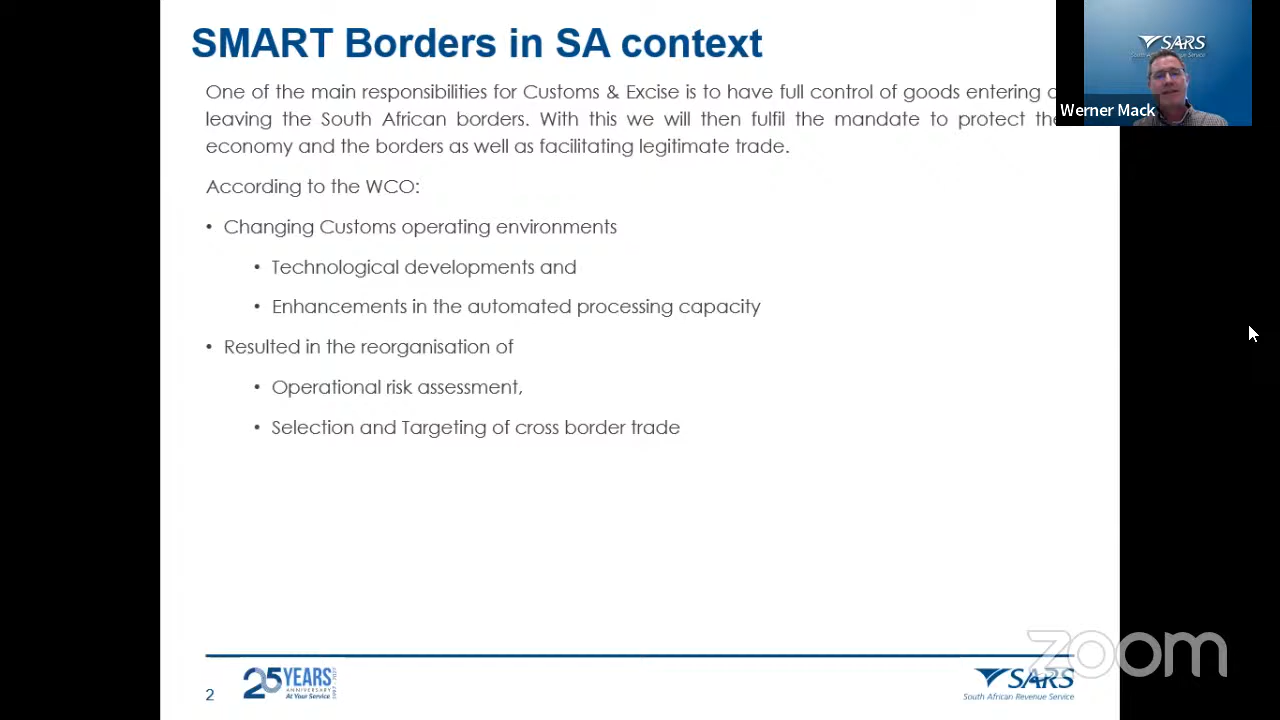 SMART Borders in SA context
One of the main responsibilities for Customs & Excise is to have full control of goods entering
leaving the South African borders. With this we will then fulfil the mandate to protect the
economy and the borders as well as facilitating legitimate trade.
According to the WCO:
• Changing Customs operating environments
• Technological developments and
• Enhancements in the automated processing capacity
• Resulted in the reorganisation of
• Operational risk assessment,
• Selection and Targeting of cross border trade
SARS
Werner Mack
2
25 YEARS
ANNIVERSARY
At Your Service
SARS
South African Revenue Service
zoom